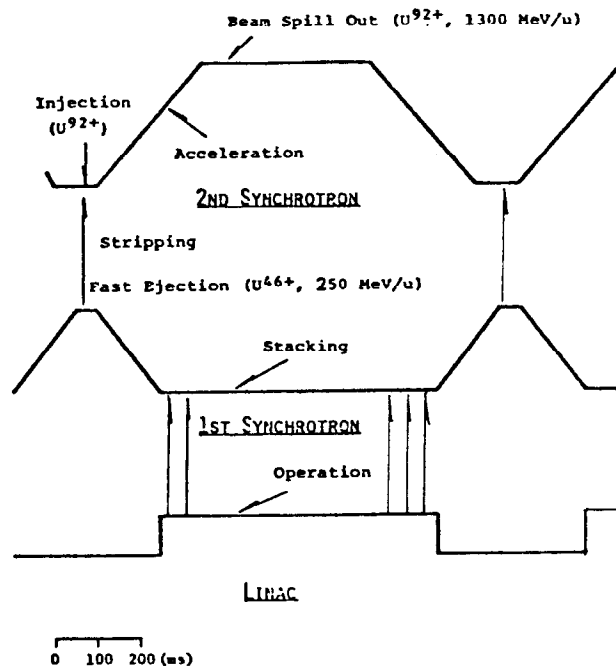 Beam Spill Out (U92+, 1300 MeV/u)
Injection
(U92+)
Acceleration
2ND SYNCHROTRON
Stripping
Fast Ejection (U46+, 250 MeV/u)
Stacking
1ST SYNCHROTRON
Operation
LINAC
0 100 200 (ms)